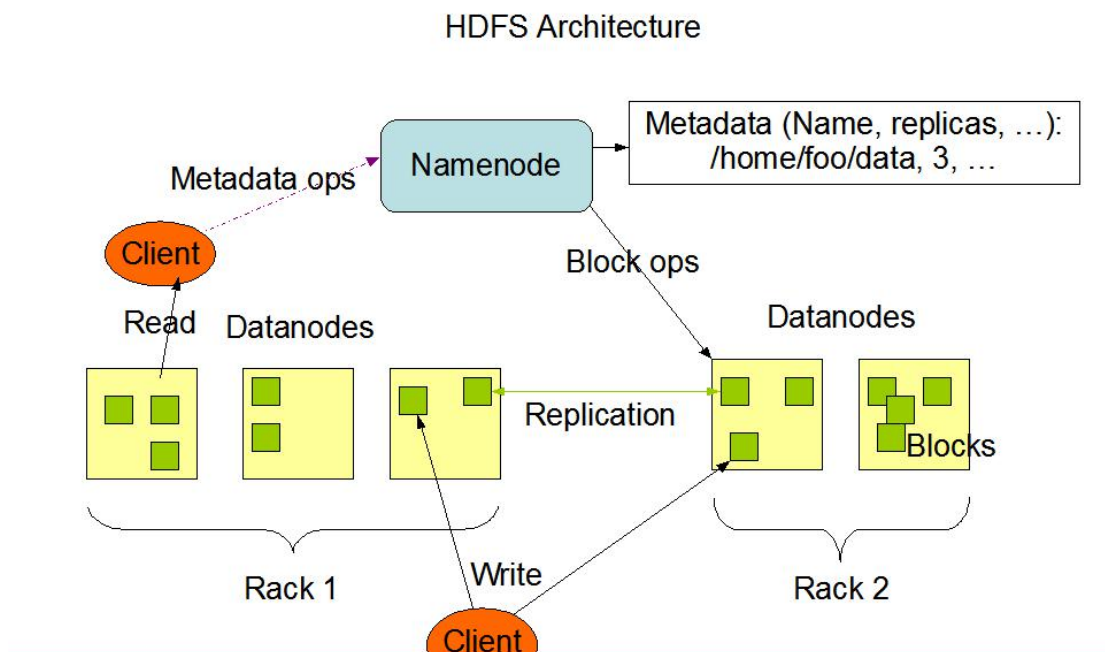 HDFS Architecture
Metadata (Name, replicas, …):
/home/foo/data, 3, …
Namenode
Metadata ops
Client
Block ops
Read
Datanodes
Datanodes
Replication
Blocks
Rack 1
Write
Rack 2
Client